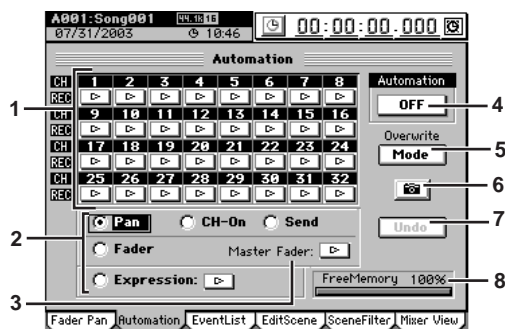 A001:Song001 44.1k 16
07/31/2003 10:46 00:00:00.000
Automation
CH 1 2 3 4 5 6 7 8
REC
CH 9 10 11 12 13 14 15 16
REC
CH 17 18 19 20 21 22 23 24
REC
CH 25 26 27 28 29 30 31 32
REC
Automation
OFF
Overwrite
Mode
Undo
Pan CH-On Send
Fader Master Fader:
Expression:
FreeMemory 100%
Fader Pan Automation EventList EditScene SceneFilter Mixer View
1
2
3
4
5
6
7
8